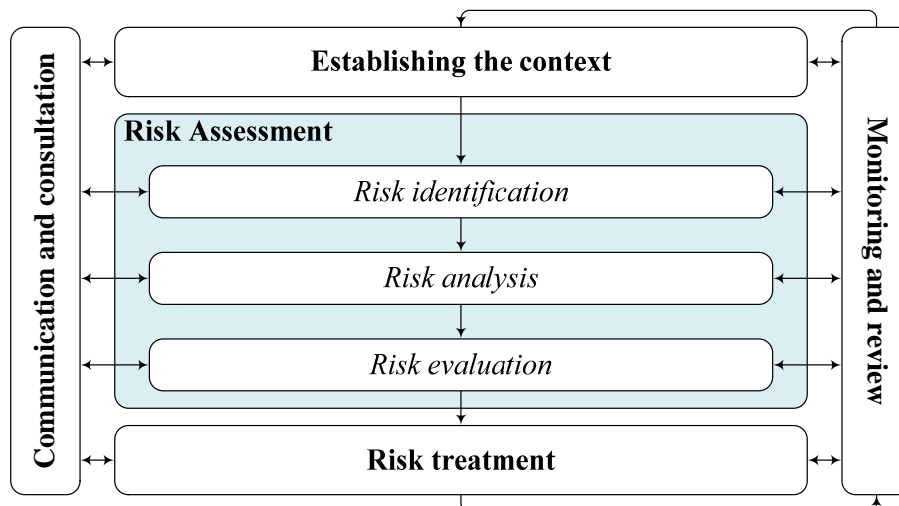 Establishing the context
Risk Assessment
Risk identification
Risk analysis
Risk evaluation
Risk treatment
Communication and consultation
Monitoring and review